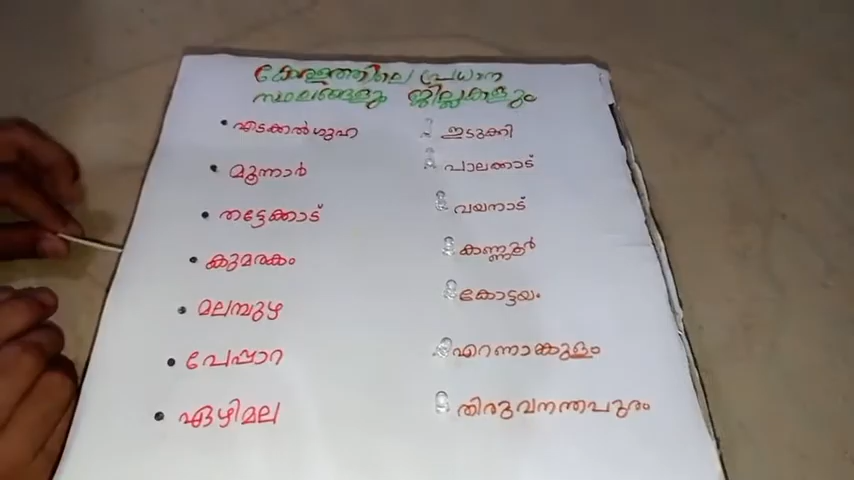 കേരളത്തിലെ പ്രധാന
സ്ഥലങ്ങളും ജില്ലകളും
എടക്കൽഗുഹ ഇടുക്കി
മൂന്നാർ പാലക്കാട്
തട്ടേക്കാട് വയനാട്
കുമരകം കണ്ണൂർ
മലമ്പുഴ കോട്ടയം
പേപ്പാറ എറണാക്കുളം
ഏഴിമല തിരുവനന്തപുരം